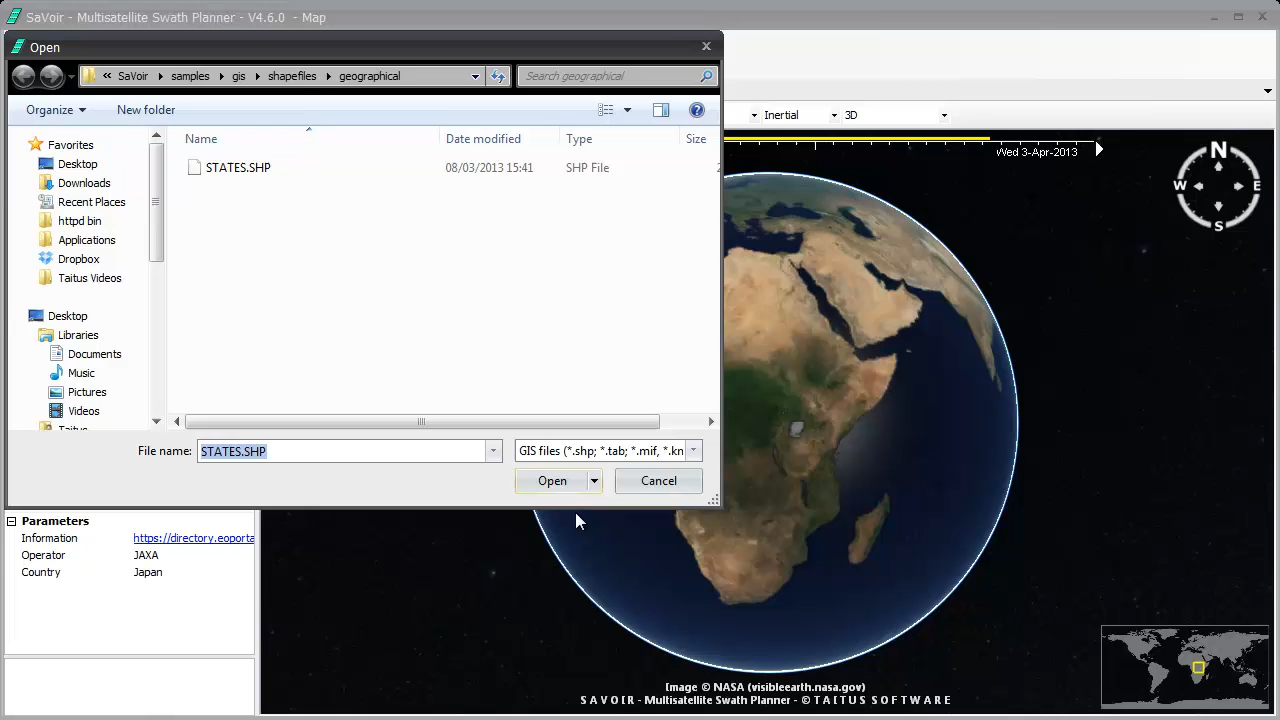 SaVoir - Multisatellite Swath Planner - V4.6.0 - Map
Open
« SaVoir samples gis shapefiles geographical
Search geographical
Organize New folder
Name Date modified Type Size
STATES.SHP 08/03/2013 15:41 SHP File
Favorites
Desktop
Downloads
Recent Places
httpd bin
Applications
Dropbox
Taitus Videos
Desktop
Libraries
Documents
Music
Pictures
Videos
File name: STATES.SHP
GIS files (*.shp; *.tab; *.mif, *.kn
Open Cancel
Inertial 3D
Wed 3-Apr-2013
N
W E
S
Parameters
Information https://directory.eoporta
Operator JAXA
Country Japan
Image © NASA (visibleearth.nasa.gov)
SAVOIR - Multisatellite Swath Planner - © TAITUS SOFTWARE